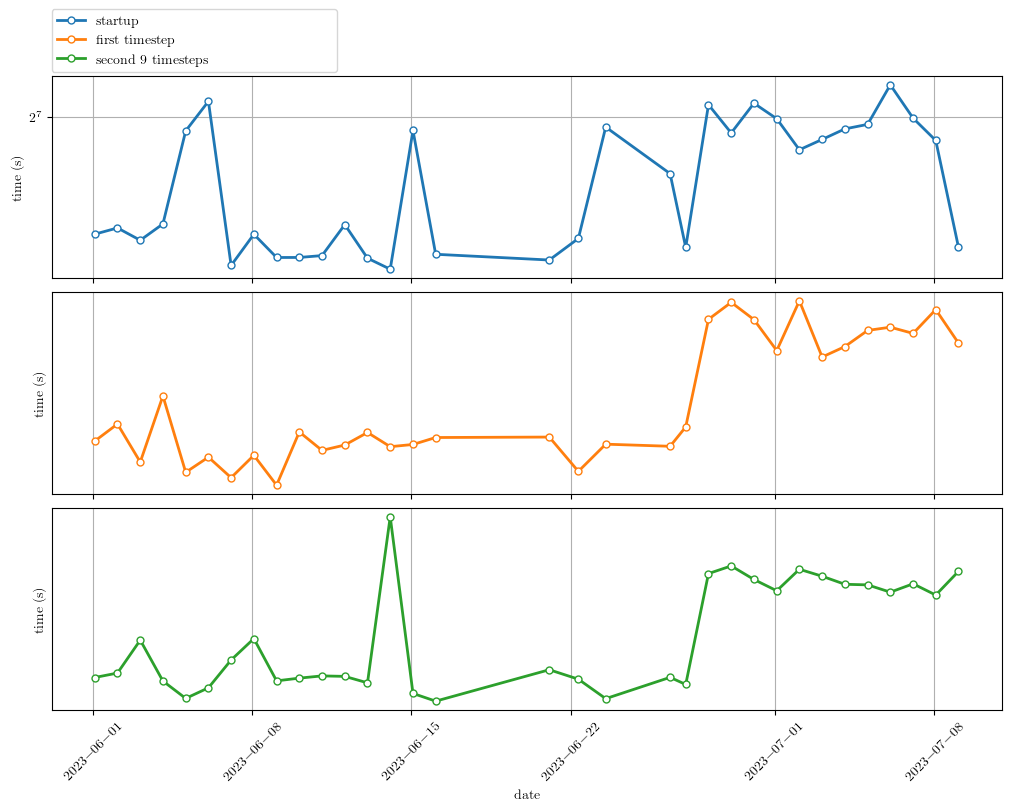 startup
first timestep
second 9 timesteps
2^7
time (s)
time (s)
time (s)
2023−06−01
2023−06−08
2023−06−15
2023−06−22
2023−07−01
2023−07−08
date